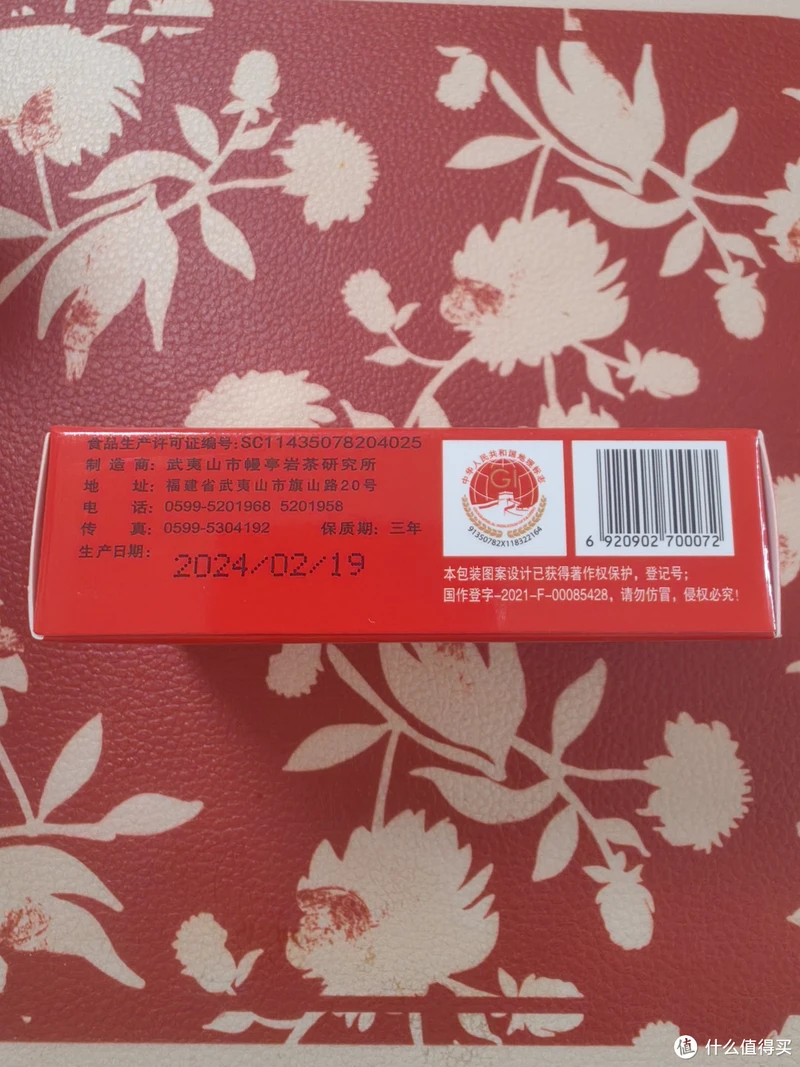 食品生产许可证编号:SC11435078204025
制 造 商: 武夷山市幔亭岩茶研究所
地 址: 福建省武夷山市旗山路20号
电 话: 0599-5201968 5201958
传 真: 0599-5304192 保质期: 三年
生产日期:
2024/02/19
中华人民共和国地理标志
GI
91350782X118322164
6 920902 700072
本包装图案设计已获得著作权保护，登记号;
国作登字-2021-F-00085428，请勿仿冒，侵权必究!
值 什么值得买